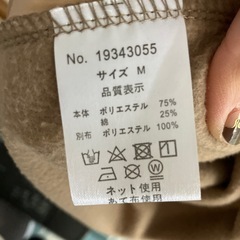 No. 19343055
サイズ M
品質表示
本体 ポリエステル 75%
綿 25%
別布 ポリエステル 100%
ネット使用
あて布使用